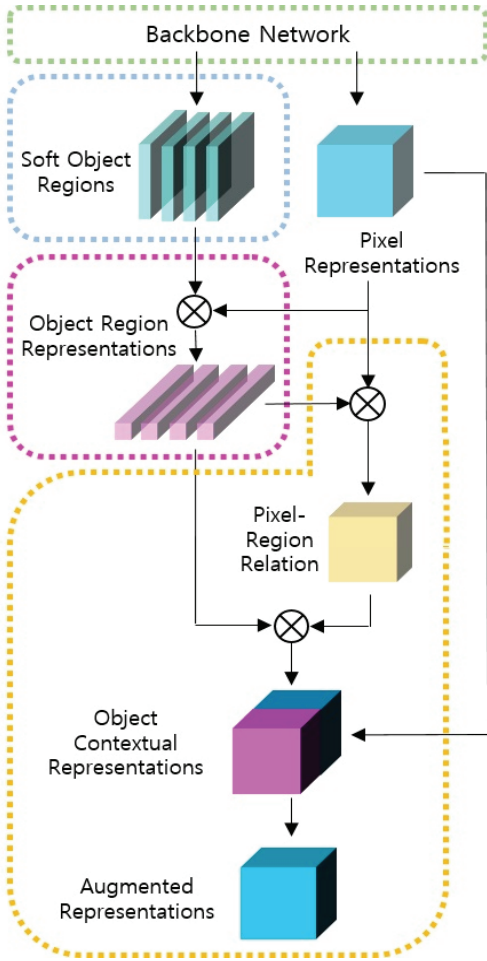 Backbone Network
Soft Object
Regions
Pixel
Representations
Object Region
Representations
Pixel-
Region
Relation
Object
Contextual
Representations
Augmented
Representations